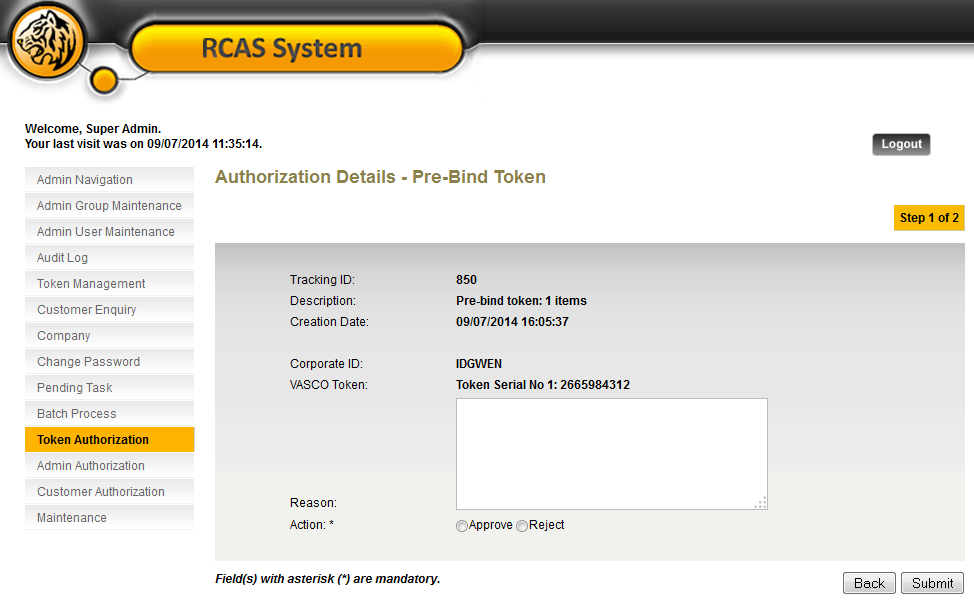 RCAS System
Welcome, Super Admin.
Your last visit was on 09/07/2014 11:35:14.
Logout
Admin Navigation
Admin Group Maintenance
Admin User Maintenance
Audit Log
Token Management
Customer Enquiry
Company
Change Password
Pending Task
Batch Process
Token Authorization
Admin Authorization
Customer Authorization
Maintenance
Authorization Details - Pre-Bind Token
Step 1 of 2
Tracking ID: 850
Description: Pre-bind token: 1 items
Creation Date: 09/07/2014 16:05:37
Corporate ID: IDGWEN
VASCO Token: Token Serial No 1: 2665984312
Reason:
Action: * Approve Reject
Field(s) with asterisk (*) are mandatory.
Back Submit